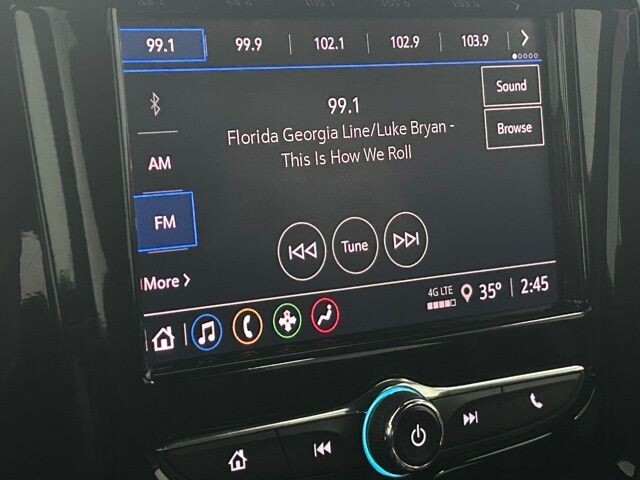 99.1 99.9 102.1 102.9 103.9
Sound
99.1
Browse
Florida Georgia Line/Luke Bryan -
This Is How We Roll
AM
FM
Tune
More
4G LTE 35° 2:45